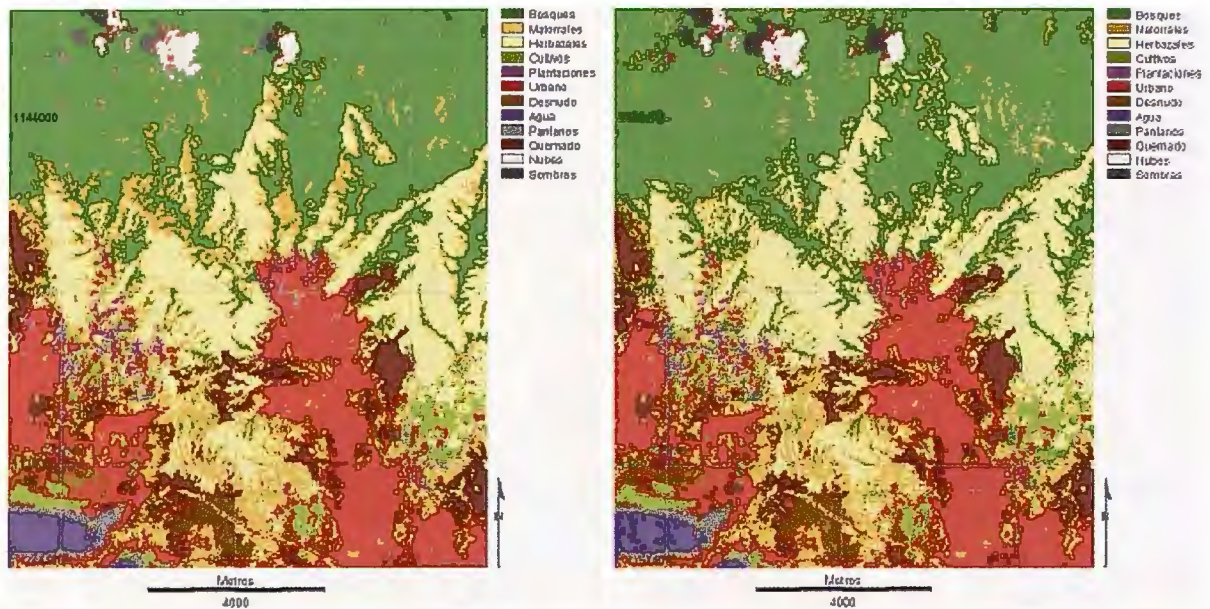 Bosques
Matorrales
Herbazales
Cultivos
Plantaciones
Urbano
Desnudo
Agua
Pantanos
Quemado
Nubes
Sombras
1144000
Metros
4000
Bosques
Matorrales
Herbazales
Cultivos
Plantaciones
Urbano
Desnudo
Agua
Pantanos
Quemado
Nubes
Sombras
Metros
4000